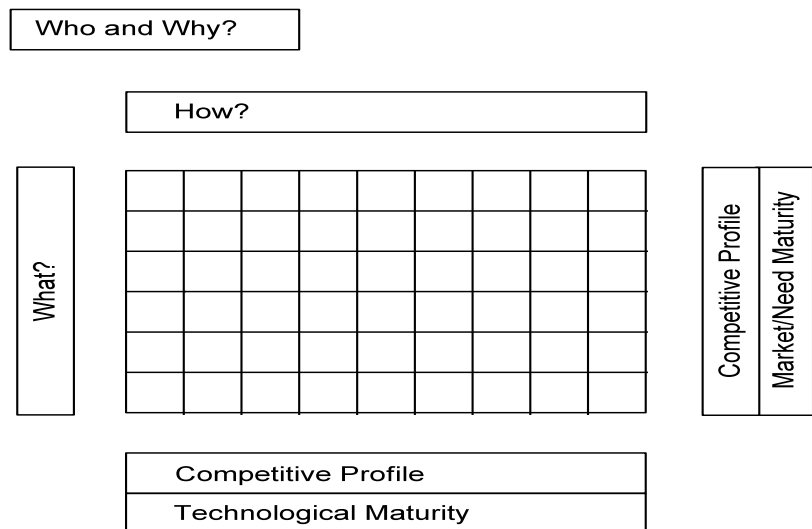 Who and Why?
How?
What?
Competitive Profile
Market/Need Maturity
Competitive Profile
Technological Maturity